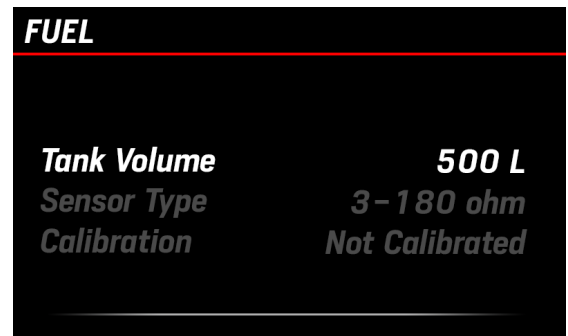 FUEL
Tank Volume 500 L
Sensor Type 3-180 ohm
Calibration Not Calibrated